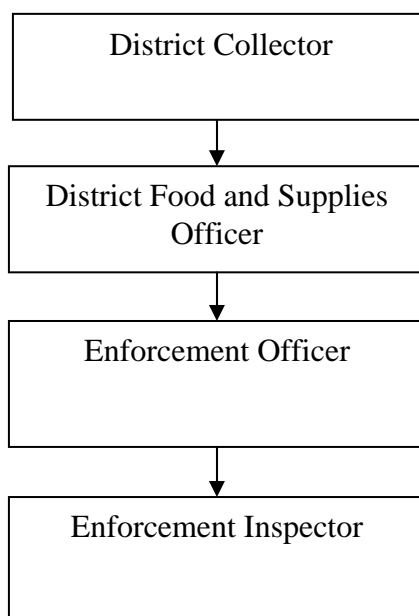 District Collector
District Food and Supplies
Officer
Enforcement Officer
Enforcement Inspector